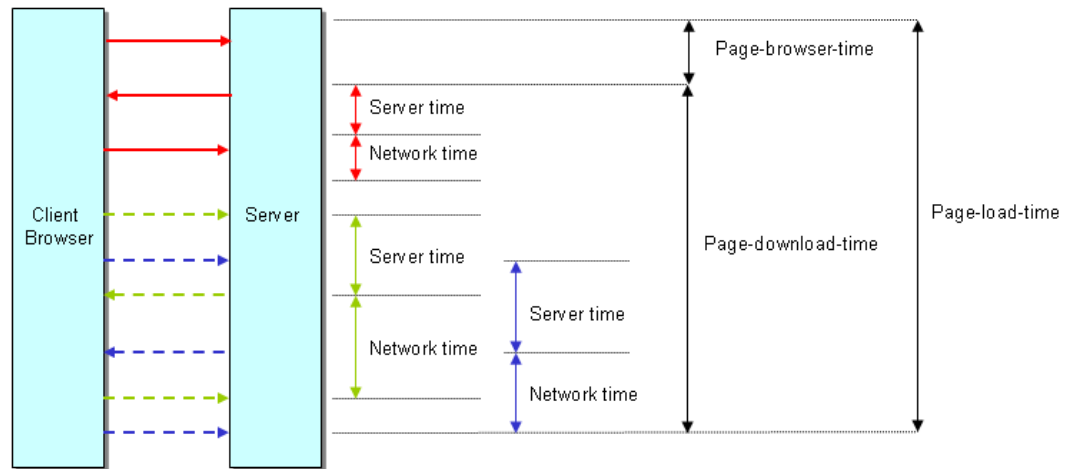 Page-browser-time
Server time
Network time
Client
Browser
Server
Page-load-time
Page-download-time
Server time
Server time
Network time
Network time